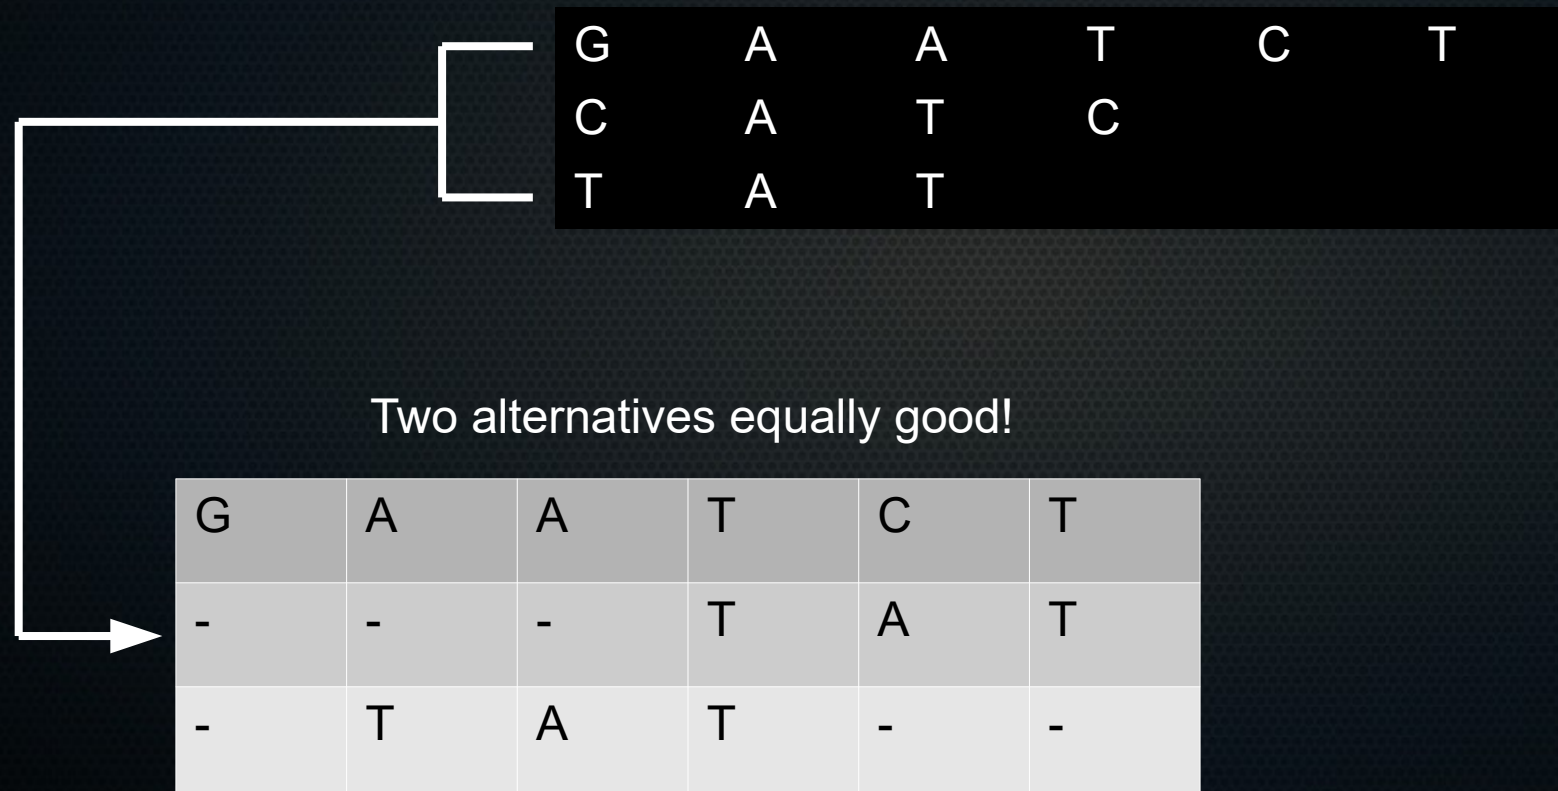 G A A T C T
C A T C
T A T
Two alternatives equally good!
G A A T C T
- - - T A T
- T A T - -